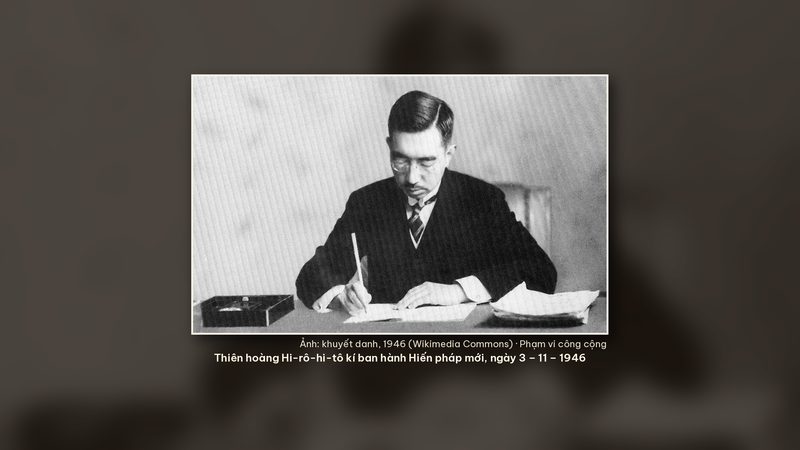 Ảnh: khuyết danh, 1946 (Wikimedia Commons) · Phạm vi công cộng
Thiên hoàng Hi-rô-hi-tô kí ban hành Hiến pháp mới, ngày 3 – 11 – 1946